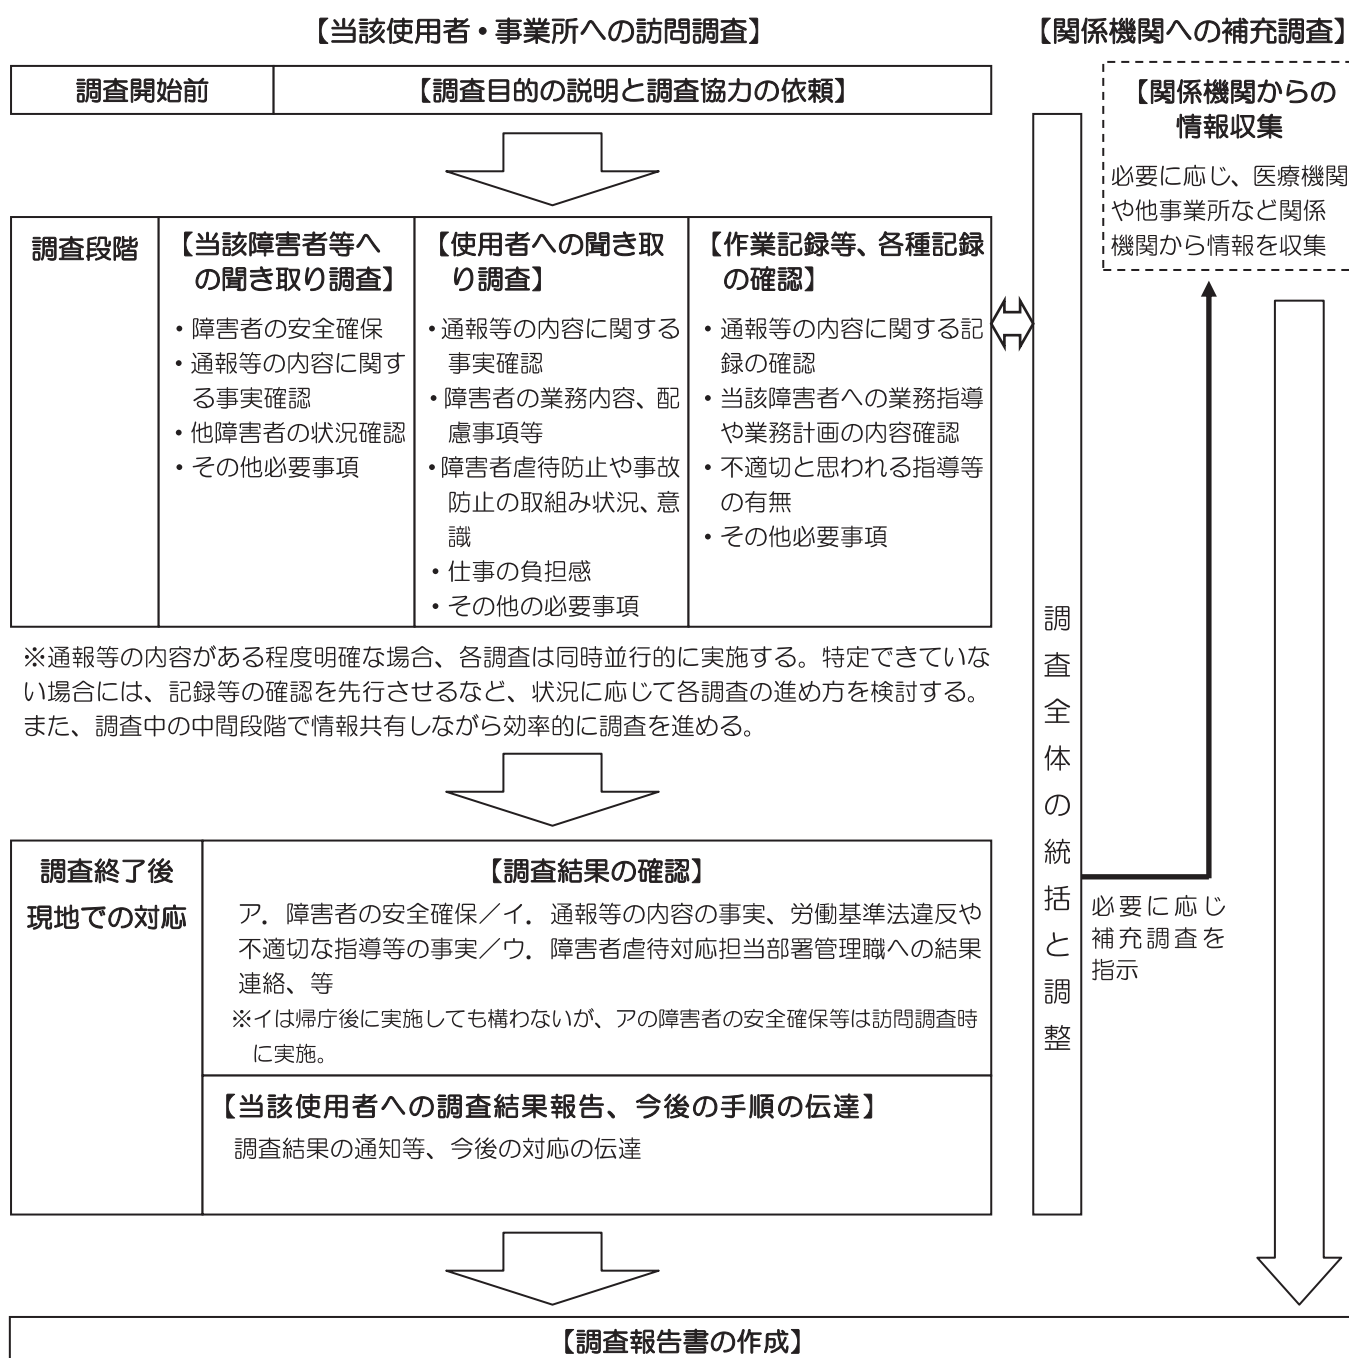 【当該使用者・事業所への訪問調査】
【関係機関への補充調査】
調査開始前
【調査目的の説明と調査協力の依頼】
【関係機関からの
情報収集
必要に応じ、医療機関
や他事業所など関係
機関から情報を収集
調査段階
【当該障害者等へ
の聞き取り調査】
・障害者の安全確保
・通報等の内容に関す
る事実確認
・他障害者の状況確認
・その他必要事項
【使用者への聞き取
り調査】
・通報等の内容に関する
事実確認
・障害者の業務内容、配
慮事項等
・障害者虐待防止や事故
防止の取組み状況、意
識
・仕事の負担感
・その他の必要事項
【作業記録等、各種記録
の確認】
・通報等の内容に関する記
録の確認
・当該障害者への業務指導
や業務計画の内容確認
・不適切と思われる指導等
の有無
・その他必要事項
※通報等の内容がある程度明確な場合、各調査は同時並行的に実施する。特定できていな
い場合には、記録等の確認を先行させるなど、状況に応じて各調査の進め方を検討する。
また、調査中の中間段階で情報共有しながら効率的に調査を進める。
調査全体の統括と調整
必要に応じ
補充調査を
指示
調査終了後
現地での対応
【調査結果の確認】
ア．障害者の安全確保／イ．通報等の内容の事実、労働基準法違反や
不適切な指導等の事実／ウ．障害者虐待対応担当部署管理職への結果
連絡、等
※イは帰庁後に実施しても構わないが、アの障害者の安全確保等は訪問調査時
に実施。
【当該使用者への調査結果報告、今後の手順の伝達】
調査結果の通知等、今後の対応の伝達
【調査報告書の作成】